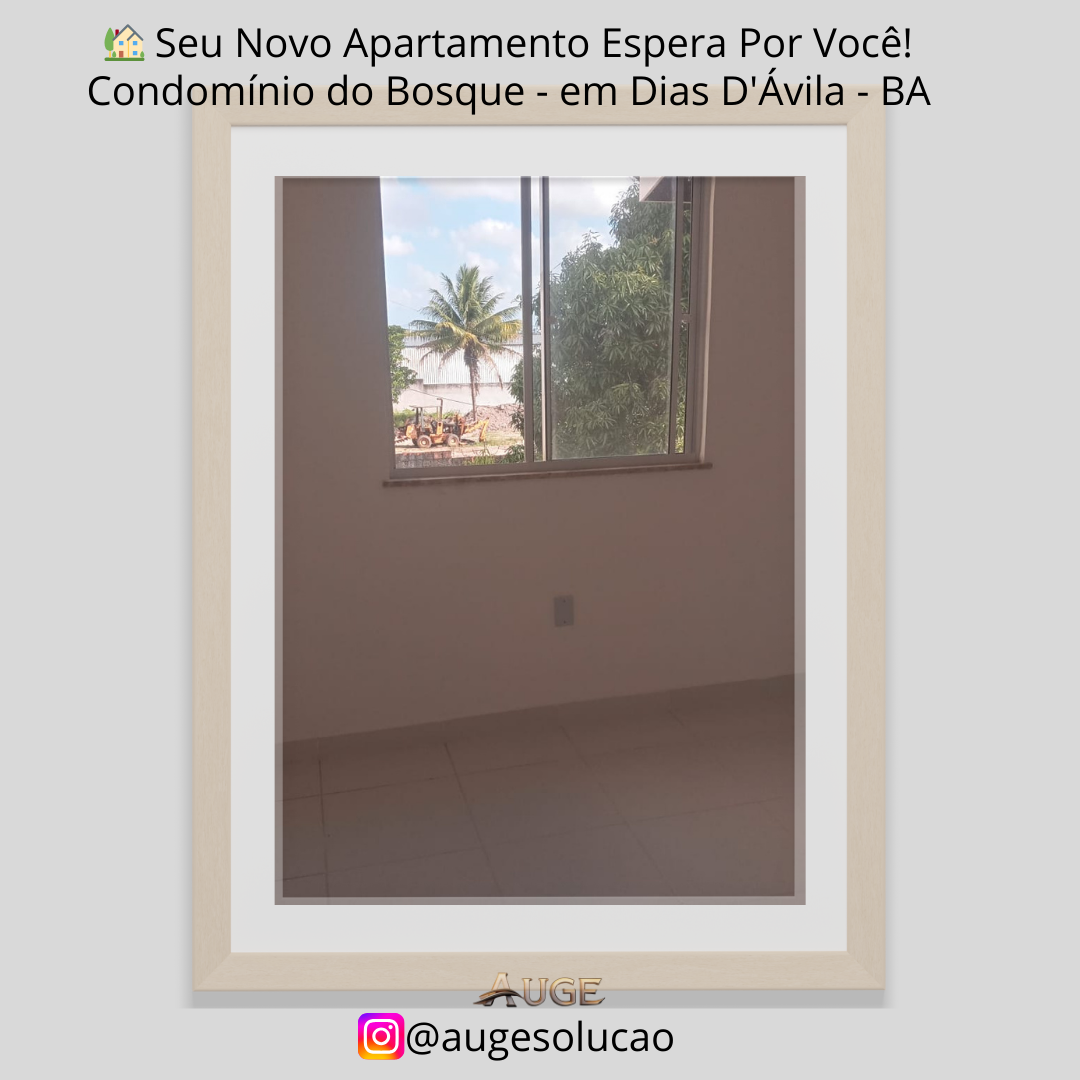 🏡 Seu Novo Apartamento Espera Por Você!
Condomínio do Bosque - em Dias D'Ávila - BA
AUGE
@augesolucao